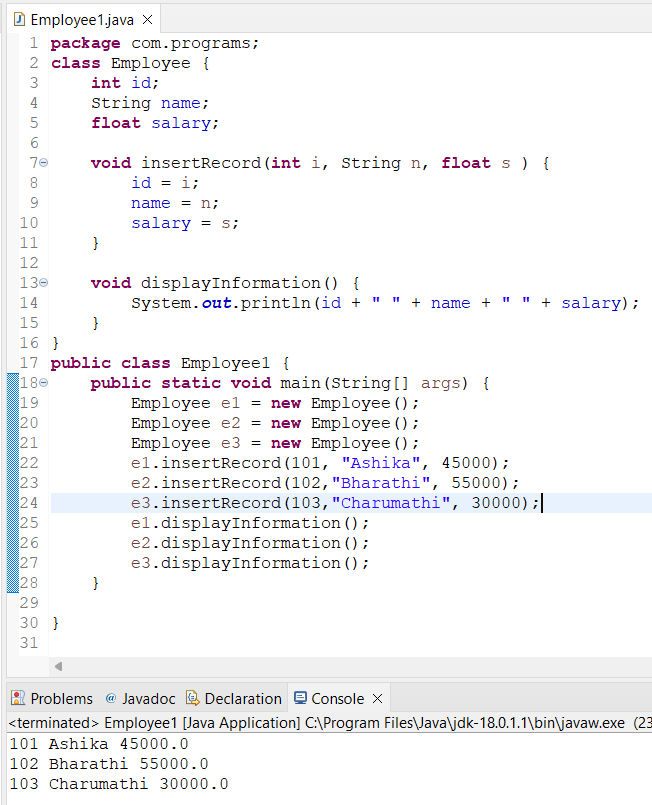 Employee1.java
1 package com.programs;
2 class Employee {
3     int id;
4     String name;
5     float salary;
6
7     void insertRecord(int i, String n, float s ) {
8         id = i;
9         name = n;
10         salary = s;
11     }
12
13     void displayInformation() {
14         System.out.println(id + " " + name + " " + salary);
15     }
16 }
17 public class Employee1 {
18     public static void main(String[] args) {
19         Employee e1 = new Employee();
20         Employee e2 = new Employee();
21         Employee e3 = new Employee();
22         e1.insertRecord(101, "Ashika", 45000);
23         e2.insertRecord(102,"Bharathi", 55000);
24         e3.insertRecord(103,"Charumathi", 30000);
25         e1.displayInformation();
26         e2.displayInformation();
27         e3.displayInformation();
28     }
29
30 }
31
Problems @ Javadoc Declaration Console
<terminated> Employee1 [Java Application] C:\Program Files\Java\jdk-18.0.1.1\bin\javaw.exe (23
101 Ashika 45000.0
102 Bharathi 55000.0
103 Charumathi 30000.0